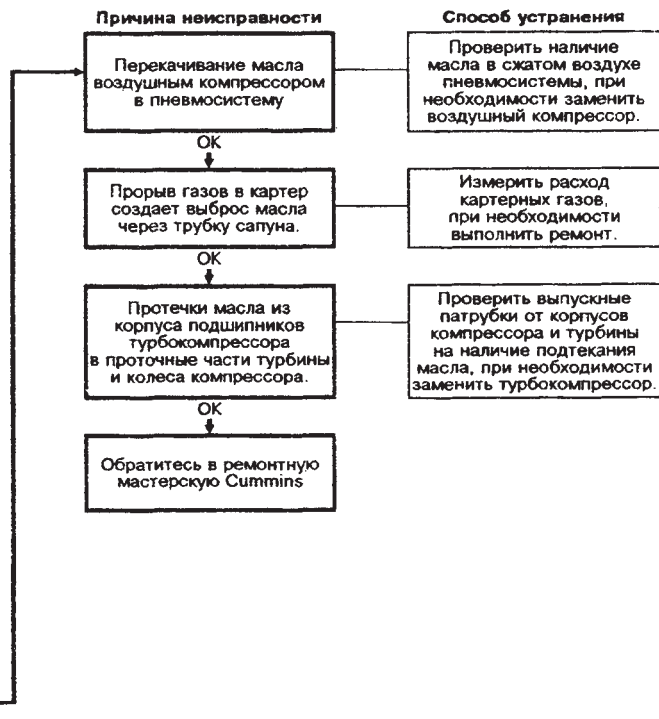 Причина неисправности
Способ устранения
Перекачивание масла
воздушным компрессором
в пневмосистему
Проверить наличие
масла в сжатом воздухе
пневмосистемы, при
необходимости заменить
воздушный компрессор.
ОК
Прорыв газов в картер
создает выброс масла
через трубку сапуна.
Измерить расход
картерных газов,
при необходимости
выполнить ремонт.
ОК
Протечки масла из
корпуса подшипников
турбокомпрессора
в проточные части турбины
и колеса компрессора.
Проверить выпускные
патрубки от корпусов
компрессора и турбины
на наличие подтекания
масла, при необходимости
заменить турбокомпрессор.
ОК
Обратитесь в ремонтную
мастерскую Cummins